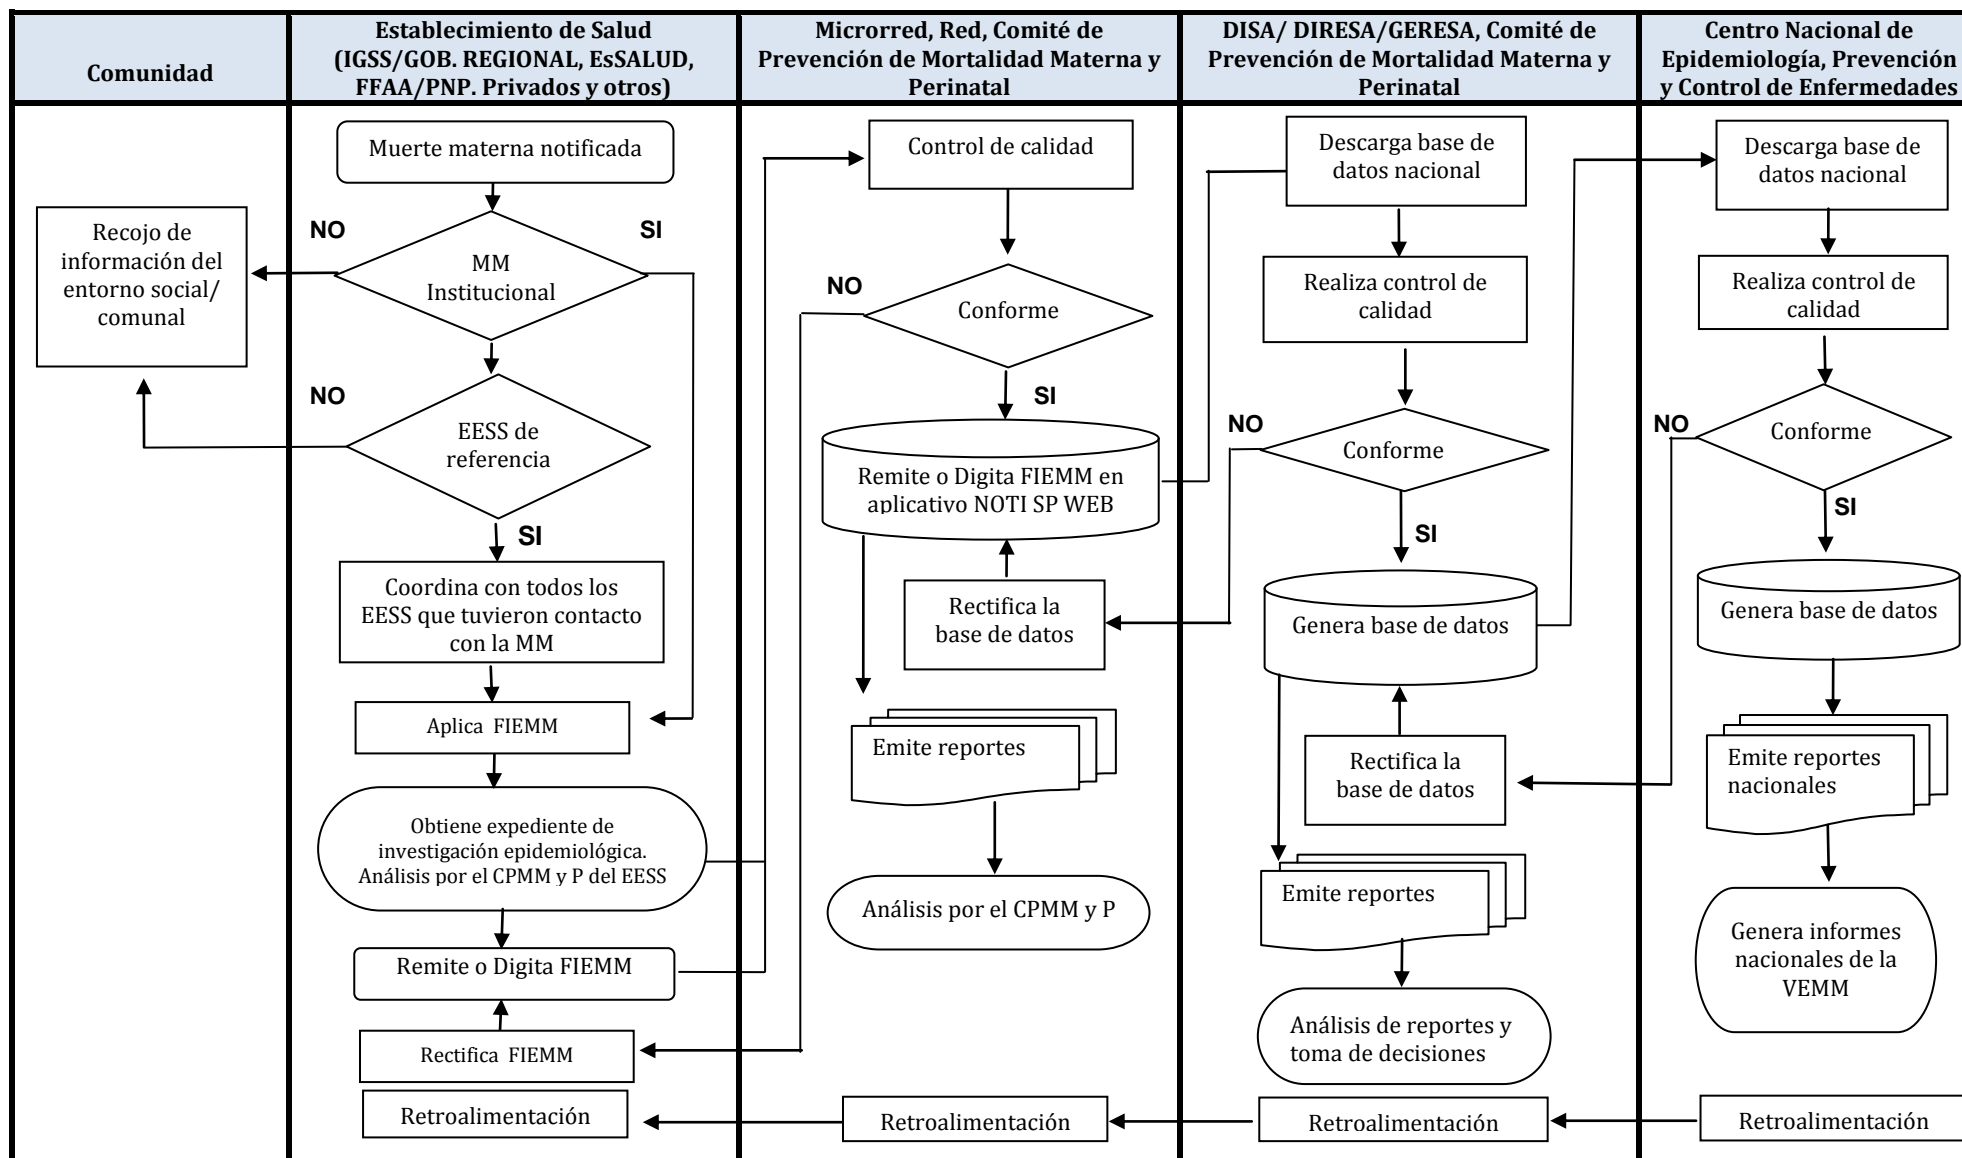 Comunidad
Establecimiento de Salud
(IGSS/GOB. REGIONAL, EsSALUD,
FFAA/PNP. Privados y otros)
Microrred, Red, Comité de
Prevención de Mortalidad Materna y
Perinatal
DISA/ DIRESA/GERESA, Comité de
Prevención de Mortalidad Materna y
Perinatal
Centro Nacional de
Epidemiología, Prevención
y Control de Enfermedades
Recojo de
información del
entorno social/
comunal
Muerte materna notificada
NO
SI
MM
Institucional
NO
EESS de
referencia
SI
Coordina con todos los
EESS que tuvieron contacto
con la MM
Aplica FIEMM
Obtiene expediente de
investigación epidemiológica.
Análisis por el CPMM y P del EESS
Remite o Digita FIEMM
Rectifica FIEMM
Retroalimentación
Control de calidad
NO
Conforme
SI
Remite o Digita FIEMM en
aplicativo NOTI SP WEB
Rectifica la
base de datos
Emite reportes
Análisis por el CPMM y P
Retroalimentación
Descarga base de
datos nacional
Realiza control de
calidad
NO
Conforme
SI
Genera base de datos
Rectifica la
base de datos
Emite reportes
Análisis de reportes y
toma de decisiones
Retroalimentación
Descarga base de
datos nacional
Realiza control de
calidad
NO
Conforme
SI
Genera base de datos
Emite reportes
nacionales
Genera informes
nacionales de la
VEMM
Retroalimentación